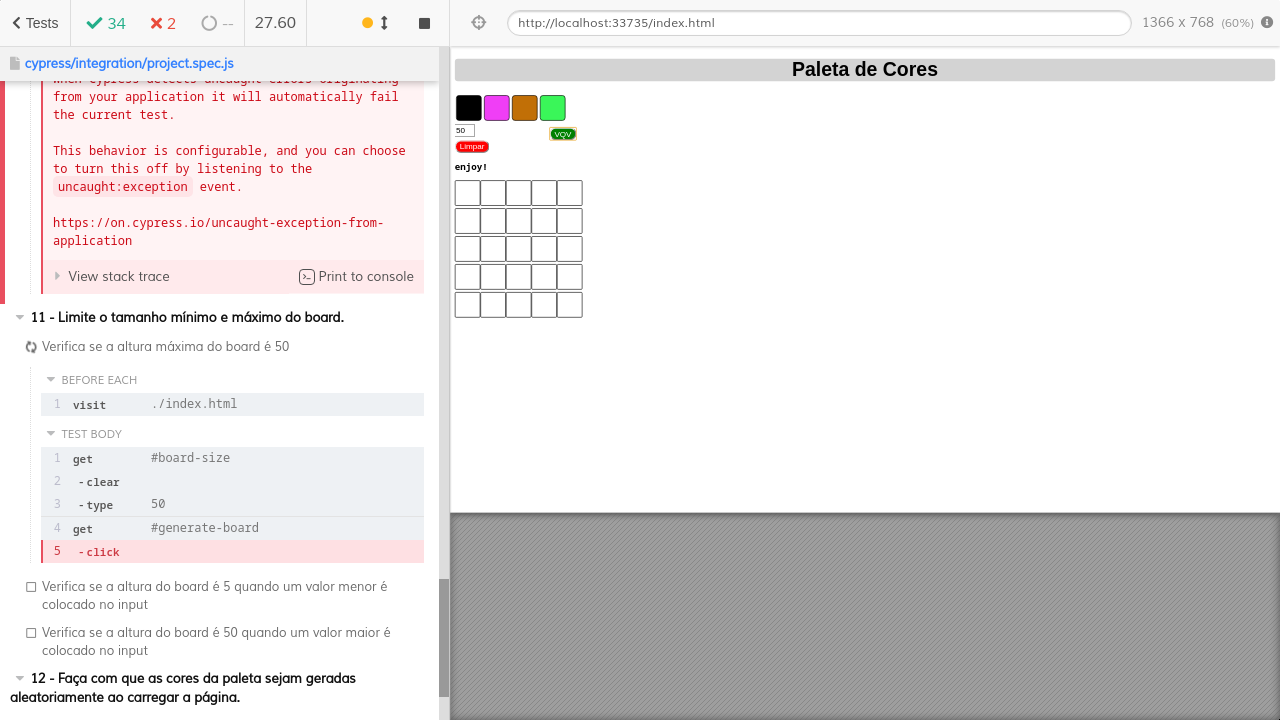 Tests
34
2
--
27.60
http://localhost:33735/index.html
1366 x 768 (60%)
cypress/integration/project.spec.js
When Cypress detects uncaught errors originating
from your application it will automatically fail
the current test.
This behavior is configurable, and you can choose
to turn this off by listening to the
uncaught:exception event.
https://on.cypress.io/uncaught-exception-from-
application
View stack trace
Print to console
11 - Limite o tamanho mínimo e máximo do board.
Verifica se a altura máxima do board é 50
BEFORE EACH
1 visit ./index.html
TEST BODY
1 get #board-size
2 -clear
3 -type 50
4 get #generate-board
5 -click
Verifica se a altura do board é 5 quando um valor menor é
colocado no input
Verifica se a altura do board é 50 quando um valor maior é
colocado no input
12 - Faça com que as cores da paleta sejam geradas
aleatoriamente ao carregar a página.
Paleta de Cores
50
VQV
Limpar
enjoy!